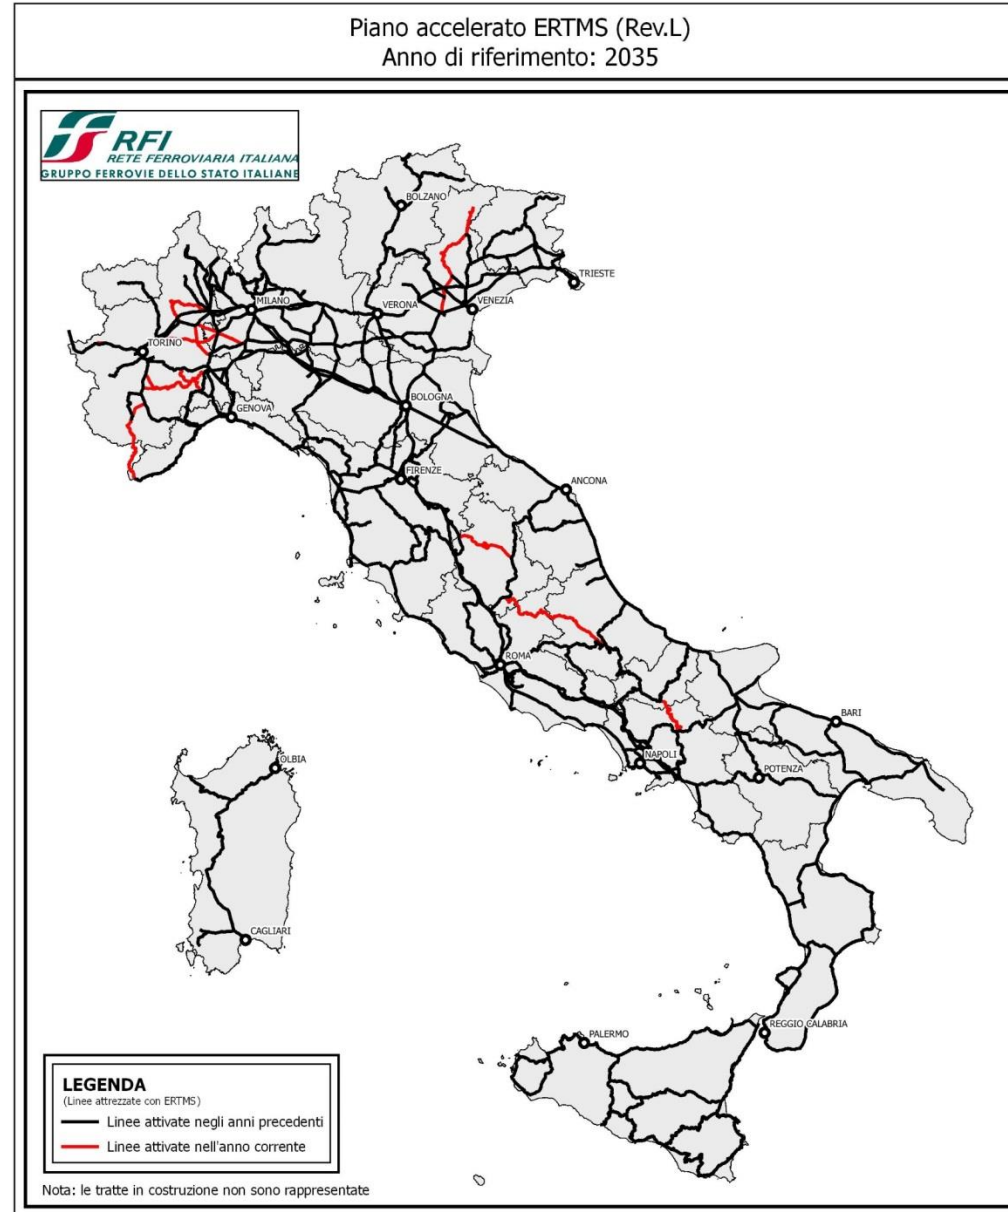 Piano accelerato ERTMS (Rev.L)
Anno di riferimento: 2035
RFI
RETE FERROVIARIA ITALIANA
GRUPPO FERROVIE DELLO STATO ITALIANE
BOLZANO
TRIESTE
MILANO
VERONA
VENEZIA
TORINO
BOLOGNA
GENOVA
FIRENZE
ANCONA
ROMA
BARI
NAPOLI
POTENZA
OLBIA
CAGLIARI
REGGIO CALABRIA
PALERMO
LEGENDA
(Linee attrezzate con ERTMS)
Linee attivate negli anni precedenti
Linee attivate nell'anno corrente
Nota: le tratte in costruzione non sono rappresentate